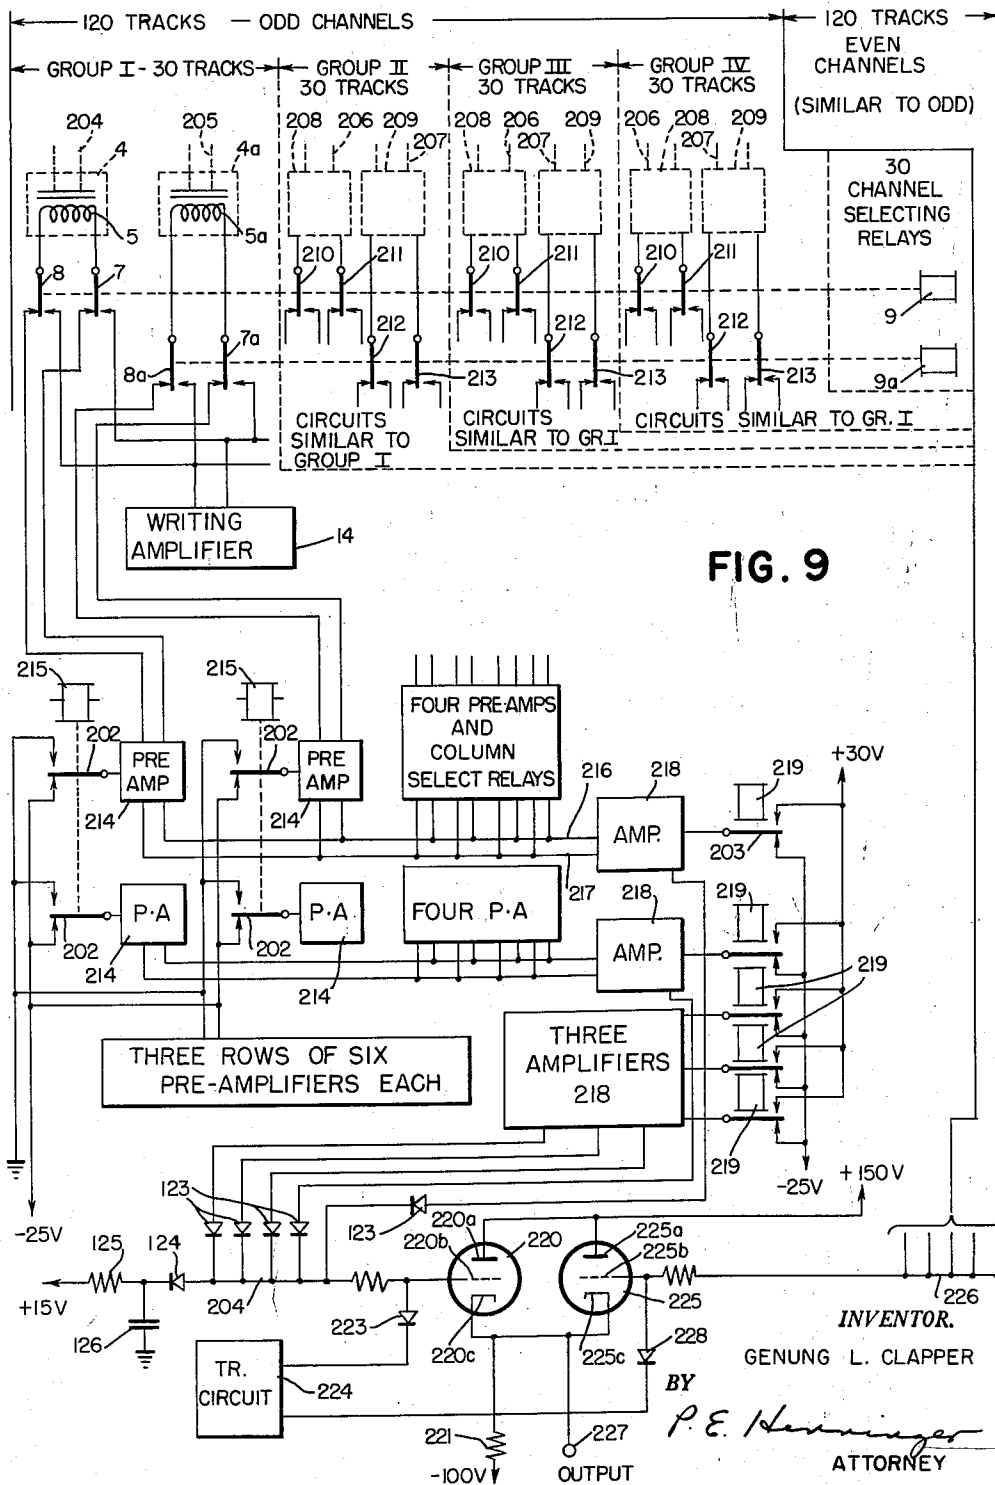 120 TRACKS — ODD CHANNELS
120 TRACKS
EVEN
CHANNELS
(SIMILAR TO ODD)
GROUP I - 30 TRACKS
GROUP II
30 TRACKS
GROUP III
30 TRACKS
GROUP IV
30 TRACKS
204 4 205 4a
208 206 209 207
208 206 207 209
206 208 207 209
30
CHANNEL
SELECTING
RELAYS
5 5a
8 7 210 211 210 211 210 211
9
8a 7a 212 213 212 213 212 213
9a
CIRCUITS
SIMILAR TO
GROUP I
CIRCUITS
SIMILAR TO GR.I
CIRCUITS SIMILAR TO GR. I
WRITING
AMPLIFIER
14
FIG. 9
215 215
202 202
PRE
AMP
214
PRE
AMP
214
FOUR PRE-AMPS
AND
COLUMN
SELECT RELAYS
216 218 219
+30V
AMP.
203
217
P·A
202
214
P·A
202
214
FOUR P·A
218 219
AMP.
219
THREE ROWS OF SIX
PRE-AMPLIFIERS EACH
THREE
AMPLIFIERS
218
219
-25V
-25V
+150V
123
123
125 124
220a 220
220b
225a
225b
225
+15V
204
126
223
220c
225c
228
226
TR.
CIRCUIT
224
221
227
-100V
OUTPUT
INVENTOR.
GENUNG L. CLAPPER
BY
P. E. Henninger
ATTORNEY